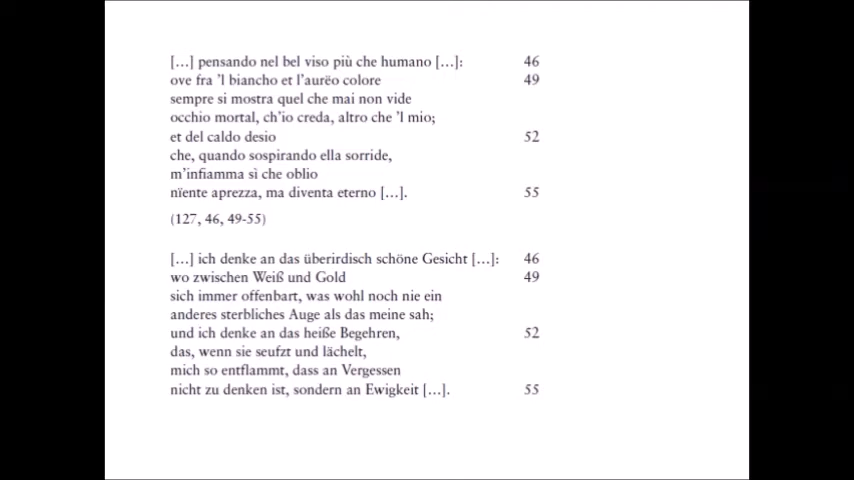 […] pensando nel bel viso più che humano […]: 46
ove fra ’l biancho et l’aurëo colore 49
sempre si mostra quel che mai non vide
occhio mortal, ch’io creda, altro che ’l mio;
et del caldo desio 52
che, quando sospirando ella sorride,
m’infiamma sì che oblio
nïente aprezza, ma diventa eterno […]. 55
(127, 46, 49-55)
[…] ich denke an das überirdisch schöne Gesicht […]: 46
wo zwischen Weiß und Gold 49
sich immer offenbart, was wohl noch nie ein
anderes sterbliches Auge als das meine sah;
und ich denke an das heiße Begehren, 52
das, wenn sie seufzt und lächelt,
mich so entflammt, dass an Vergessen
nicht zu denken ist, sondern an Ewigkeit […]. 55